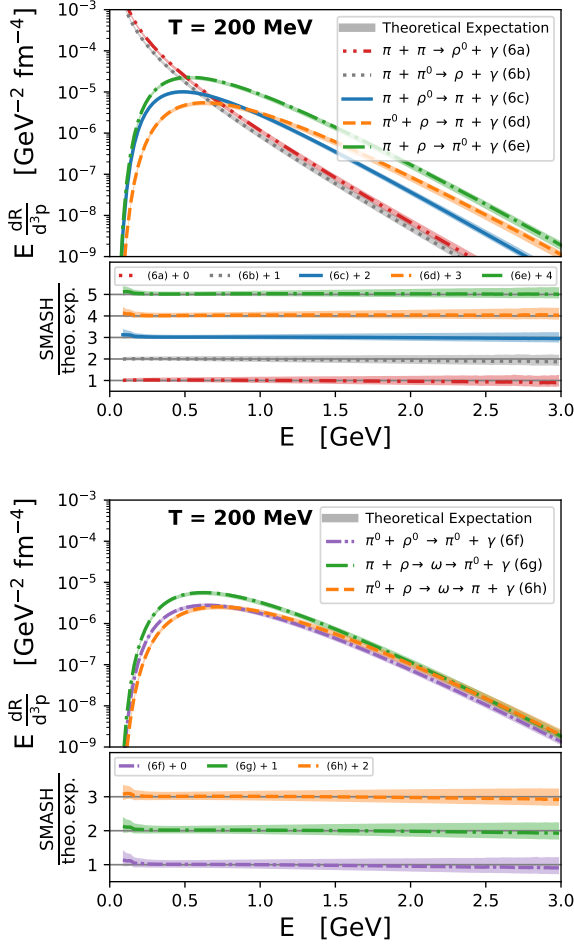 T = 200 MeV
Theoretical Expectation
π + π → ρ⁰ + γ (6a)
π + π⁰ → ρ + γ (6b)
π + ρ⁰ → π + γ (6c)
π⁰ + ρ → π + γ (6d)
π + ρ → π⁰ + γ (6e)
E dR/d³p [GeV⁻² fm⁻⁴]
10⁻³
10⁻⁴
10⁻⁵
10⁻⁶
10⁻⁷
10⁻⁸
10⁻⁹
(6a) + 0 (6b) + 1 (6c) + 2 (6d) + 3 (6e) + 4
SMASH
theo. exp.
5
4
3
2
1
0.0 0.5 1.0 1.5 2.0 2.5 3.0
E [GeV]
T = 200 MeV
Theoretical Expectation
π⁰ + ρ⁰ → π⁰ + γ (6f)
π + ρ → ω → π⁰ + γ (6g)
π⁰ + ρ → ω → π + γ (6h)
E dR/d³p [GeV⁻² fm⁻⁴]
10⁻³
10⁻⁴
10⁻⁵
10⁻⁶
10⁻⁷
10⁻⁸
10⁻⁹
(6f) + 0 (6g) + 1 (6h) + 2
SMASH
theo. exp.
3
2
1
0.0 0.5 1.0 1.5 2.0 2.5 3.0
E [GeV]